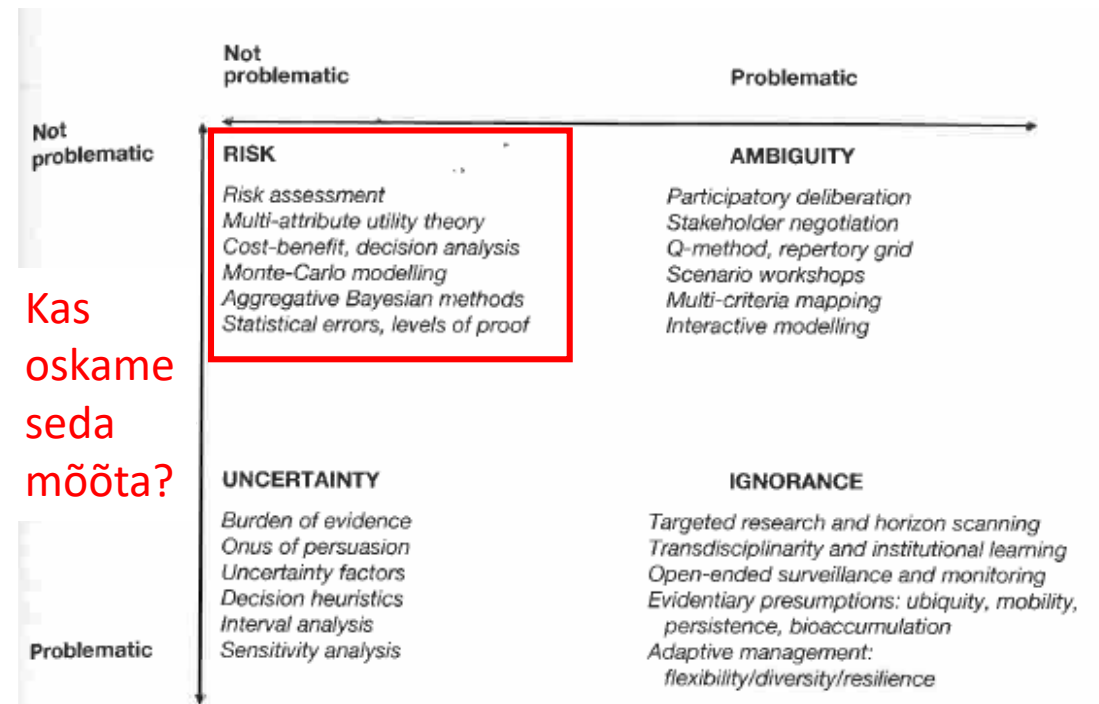 Not
problematic
Problematic
Not
problematic
RISK
Risk assessment
Multi-attribute utility theory
Cost-benefit, decision analysis
Monte-Carlo modelling
Aggregative Bayesian methods
Statistical errors, levels of proof
AMBIGUITY
Participatory deliberation
Stakeholder negotiation
Q-method, repertory grid
Scenario workshops
Multi-criteria mapping
Interactive modelling
Kas
oskame
seda
mõõta?
UNCERTAINTY
Burden of evidence
Onus of persuasion
Uncertainty factors
Decision heuristics
Interval analysis
Sensitivity analysis
IGNORANCE
Targeted research and horizon scanning
Transdisciplinarity and institutional learning
Open-ended surveillance and monitoring
Evidentiary presumptions: ubiquity, mobility,
persistence, bioaccumulation
Adaptive management:
flexibility/diversity/resilience
Problematic